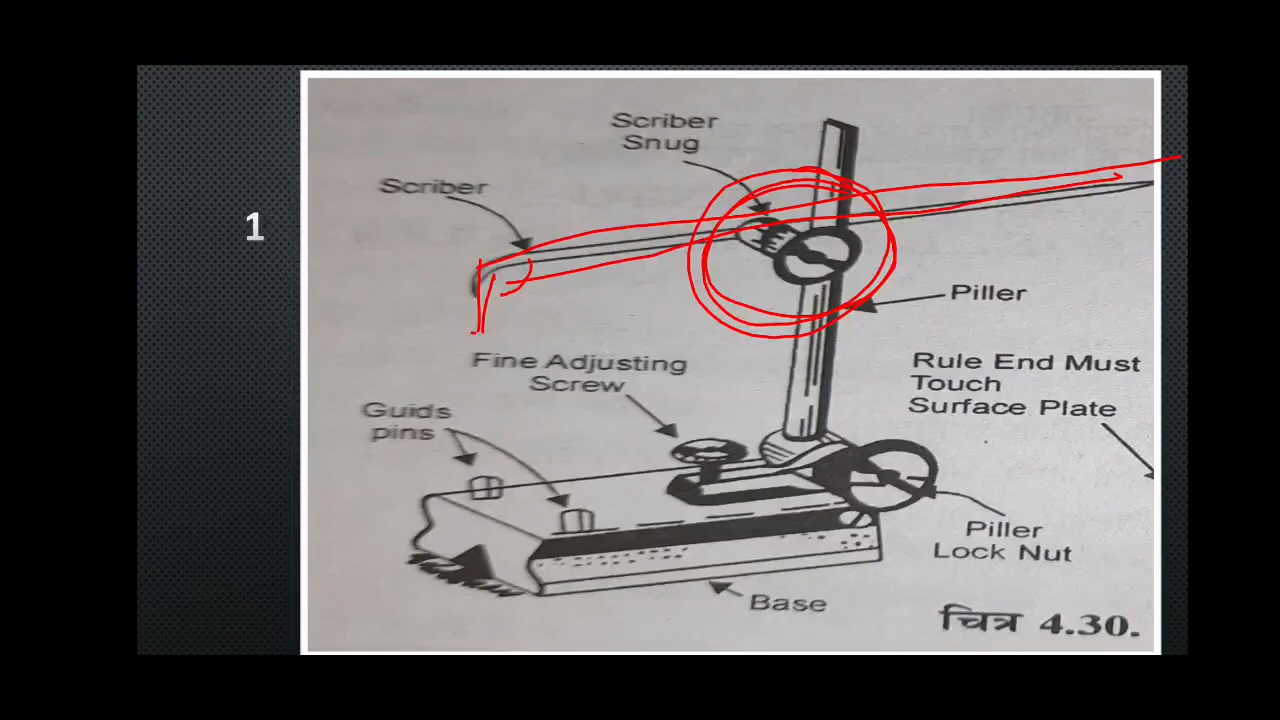 Scriber
Snug
Scriber
1
Piller
Fine Adjusting
Screw
Rule End Must
Touch
Surface Plate
Guids
pins
Piller
Lock Nut
Base
चित्र 4.30.